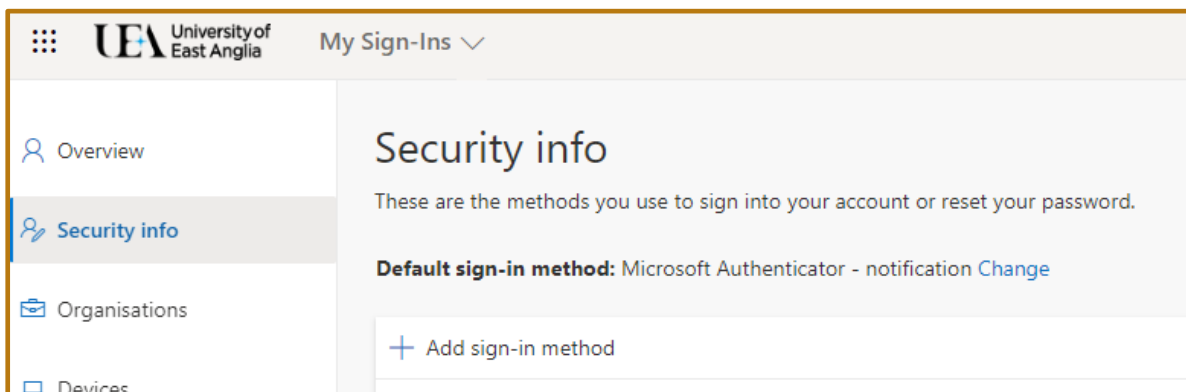 UEA University of
East Anglia
My Sign-Ins
Overview
Security info
Organisations
Devices
Security info
These are the methods you use to sign into your account or reset your password.
Default sign-in method: Microsoft Authenticator - notification Change
Add sign-in method